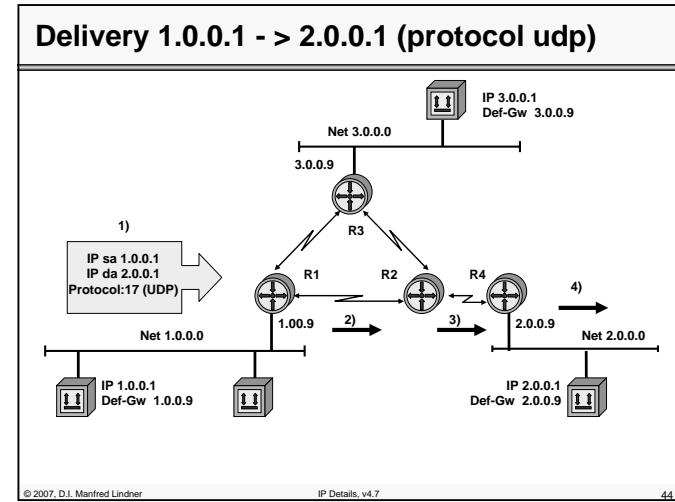 Delivery 1.0.0.1 - > 2.0.0.1 (protocol udp)
IP 3.0.0.1
Def-Gw 3.0.0.9
Net 3.0.0.0
3.0.0.9
R3
1)
IP sa 1.0.0.1
IP da 2.0.0.1
Protocol:17 (UDP)
R1
R2
R4
4)
1.00.9
2)
3)
2.0.0.9
Net 1.0.0.0
Net 2.0.0.0
IP 1.0.0.1
Def-Gw 1.0.0.9
IP 2.0.0.1
Def-Gw 2.0.0.9
© 2007, D.I. Manfred Lindner
IP Details, v4.7
44